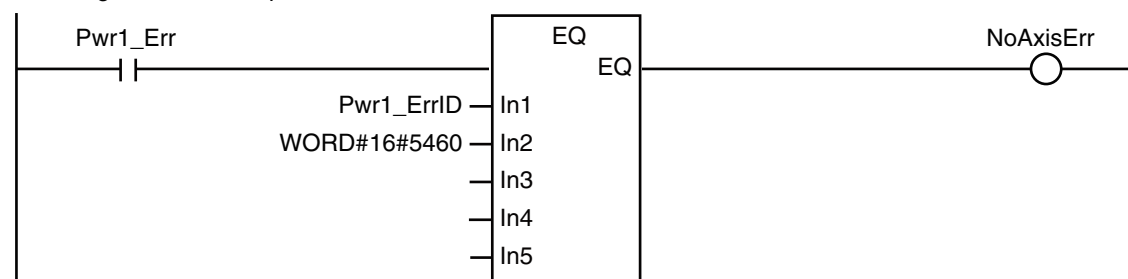 Pwr1_Err
EQ
NoAxisErr
EQ
Pwr1_ErrID
In1
WORD#16#5460
In2
In3
In4
In5